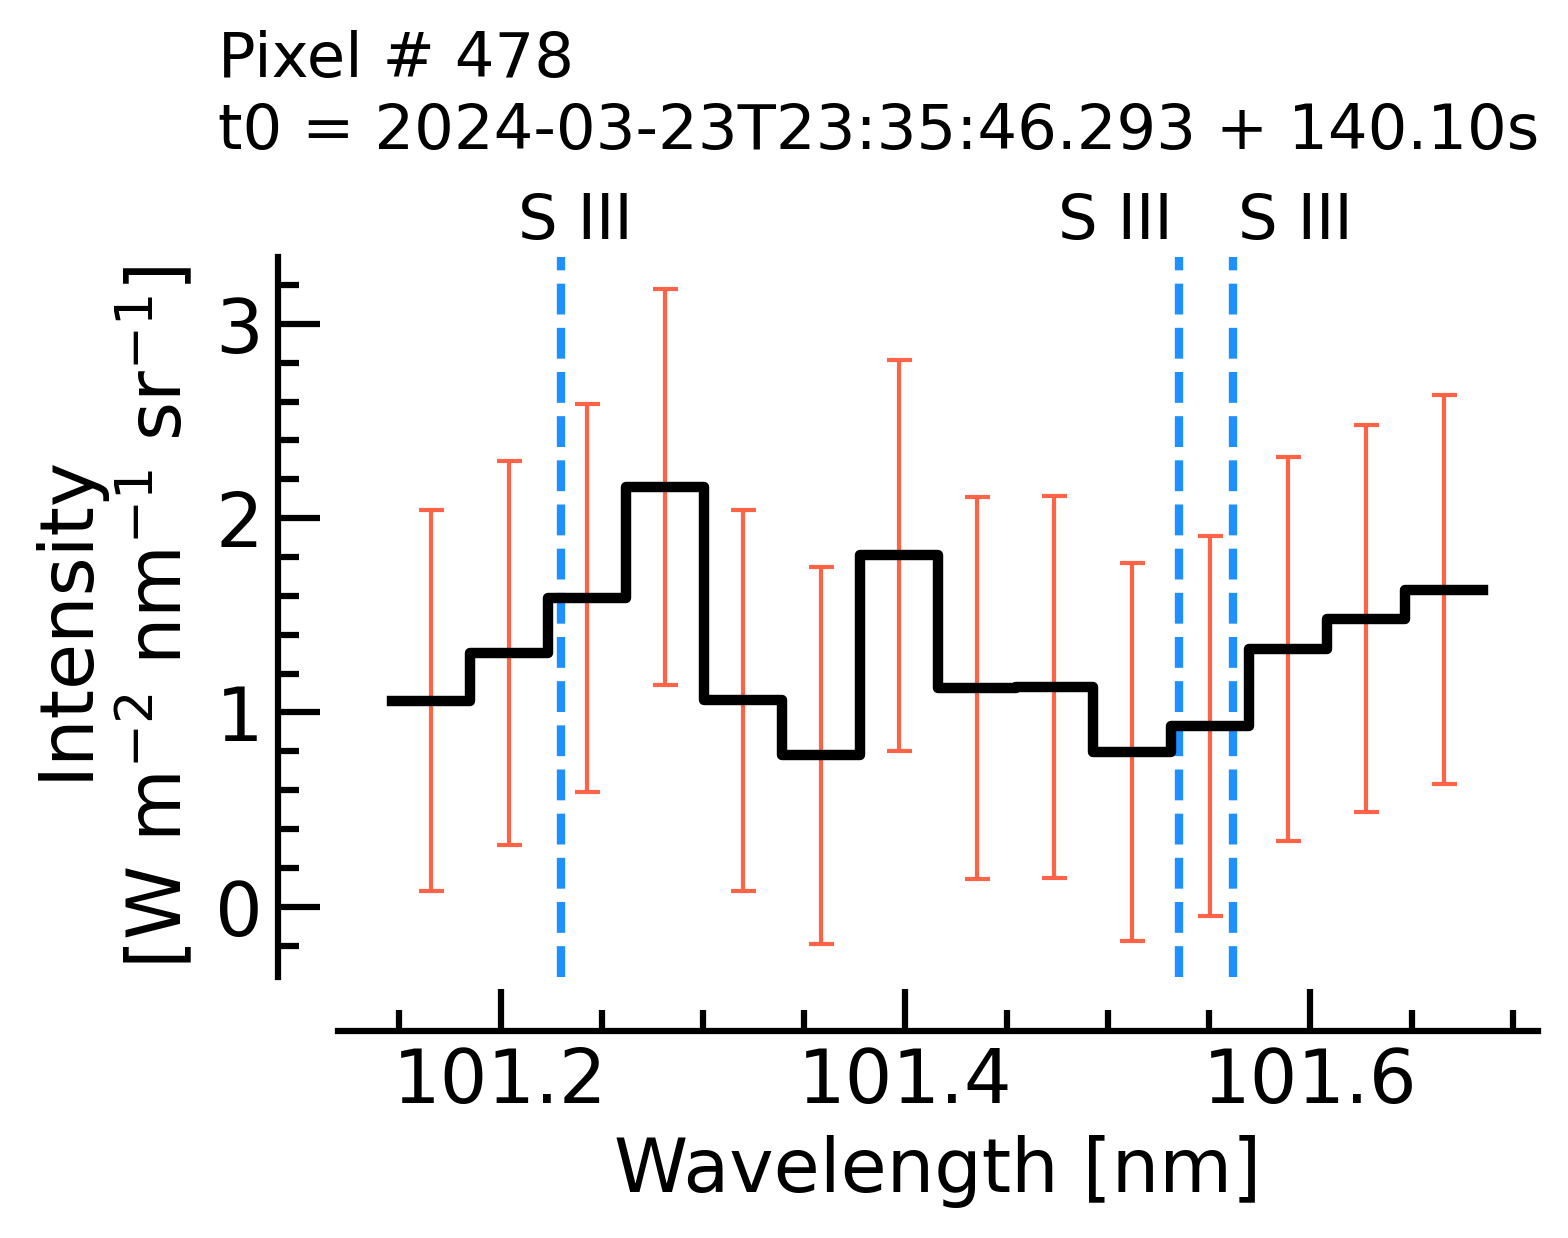 Pixel # 478
t0 = 2024-03-23T23:35:46.293 + 140.10s
S III S III S III
Intensity
[W m⁻² nm⁻¹ sr⁻¹]
3
2
1
0
101.2 101.4 101.6
Wavelength [nm]